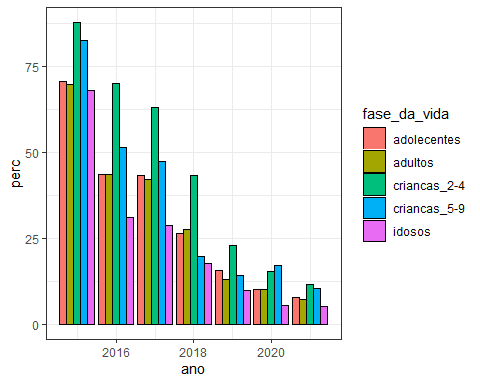 75
50
25
0
perc
2016
2018
2020
ano
fase_da_vida
adolecentes
adultos
criancas_2-4
criancas_5-9
idosos